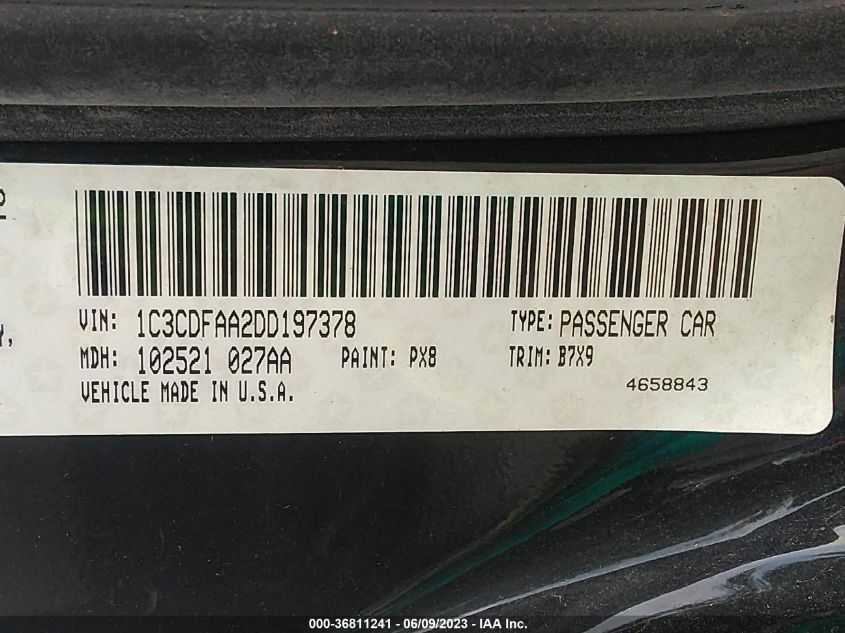 VIN: 1C3CDFAA2DD197378 TYPE: PASSENGER CAR
MDH: 102521 027AA PAINT: PX8 TRIM: B7X9
VEHICLE MADE IN U.S.A. 4658843
000-36811241 - 06/09/2023 - IAA Inc.